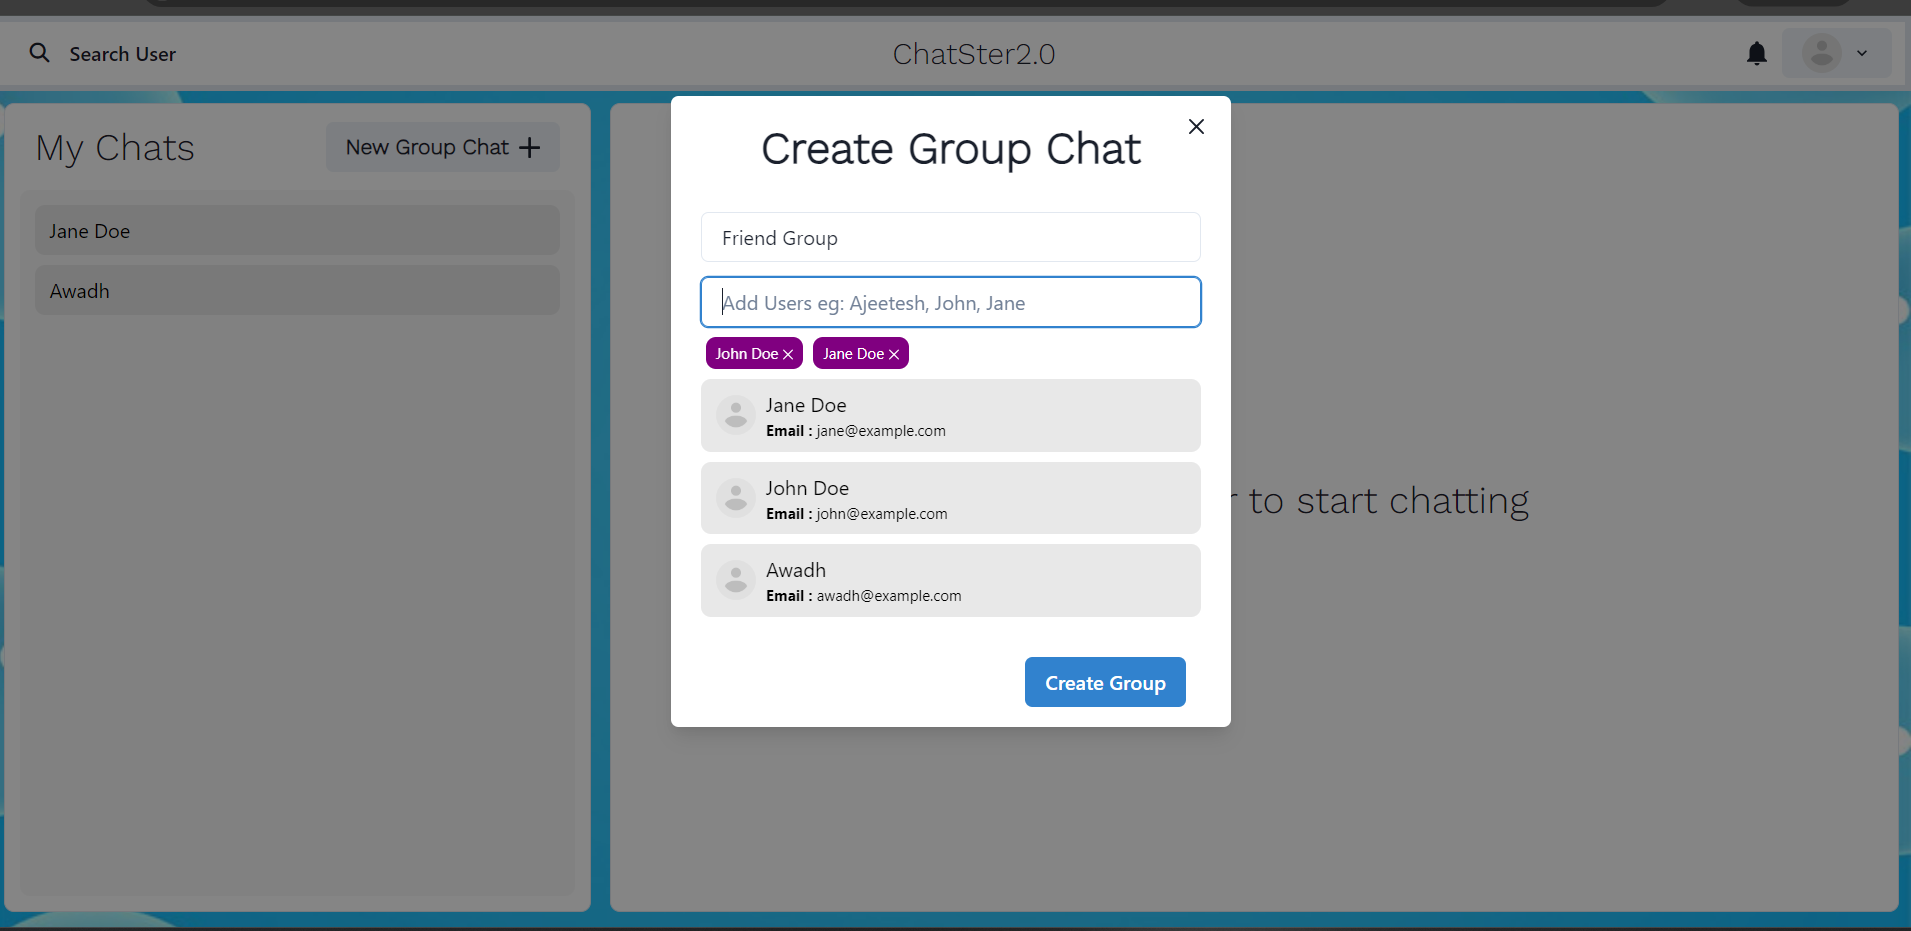 Search User
ChatSter2.0
My Chats
New Group Chat
Jane Doe
Awadh
Create Group Chat
Friend Group
Add Users eg: Ajeetesh, John, Jane
John Doe Jane Doe
Jane Doe
Email : jane@example.com
John Doe
Email : john@example.com
Awadh
Email : awadh@example.com
Create Group
to start chatting